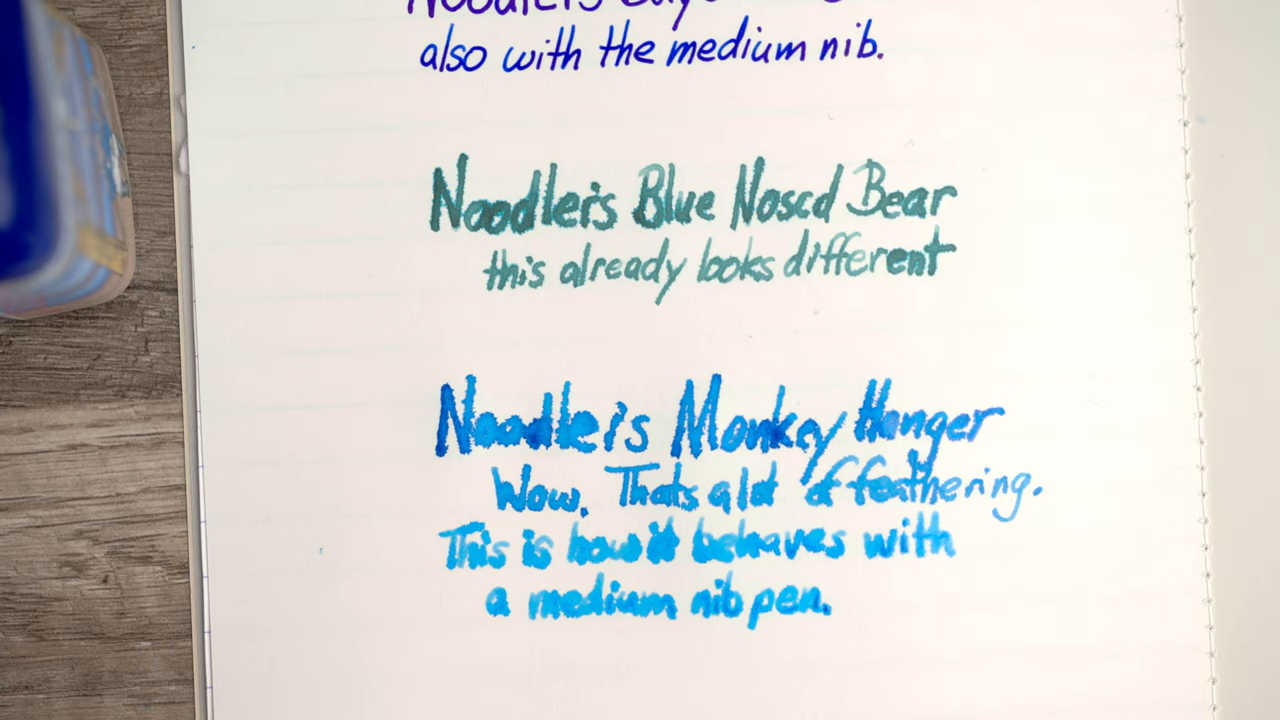 Noodler's
also with the medium nib.
Noodler's Blue Nosed Bear
this already looks different
Noodler's Monkey Hanger
Wow. Thats a lot of feathering.
This is how it behaves with
a medium nib pen.